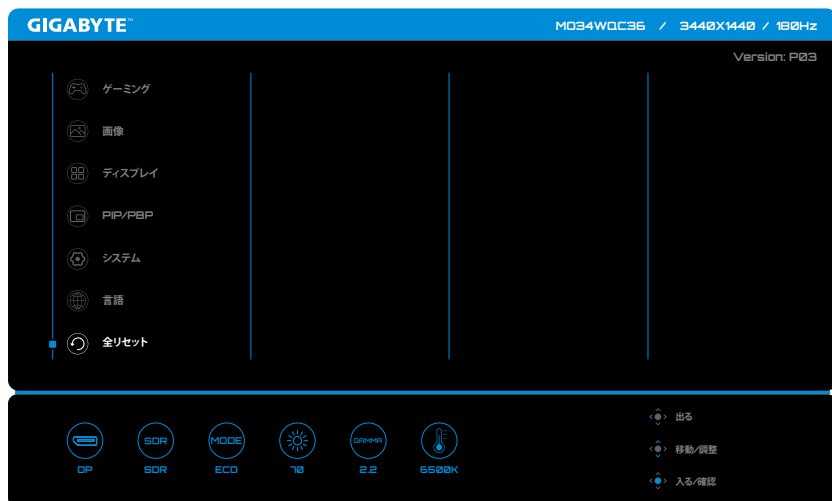 GIGABYTE™
MO34WQC36 / 3440X1440 / 180Hz
Version: P03
ゲーミング
画像
ディスプレイ
PIP/PBP
システム
言語
全リセット
SDR
MODE
GAMMA
DP
SDR
ECO
70
2.2
6500K
出る
移動/調整
入る/確認